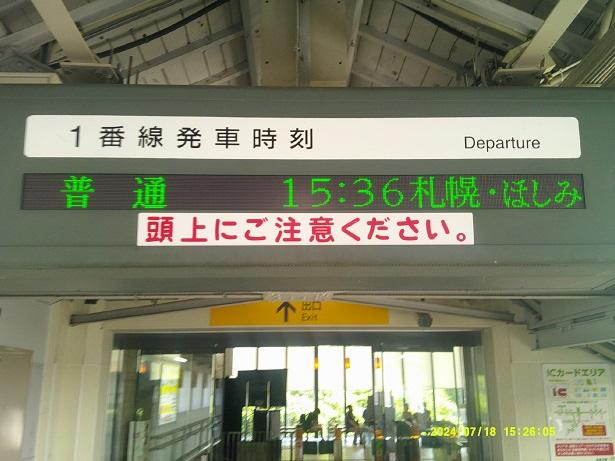 1番線発車時刻 Departure
普通 15:36 札幌・ほしみ
頭上にご注意ください。
出口
Exit
ICカードエリア
2024/07/18 15:26:05